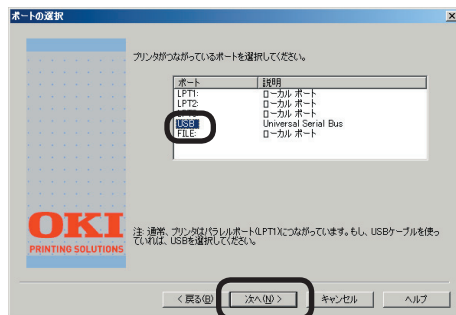 ポートの選択
プリンタがつながっているポートを選択してください。
ポート 説明
LPT1: ローカル ポート
LPT2: ローカル ポート
ローカル ポート
USB Universal Serial Bus
FILE: ローカル ポート
OKI
PRINTING SOLUTIONS
注: 通常、プリンタはパラレルポート(LPT1)につながっています。もし、USBケーブルを使っ
ていれば、USBを選択してください。
< 戻る(B) 次へ(N) > キャンセル ヘルプ